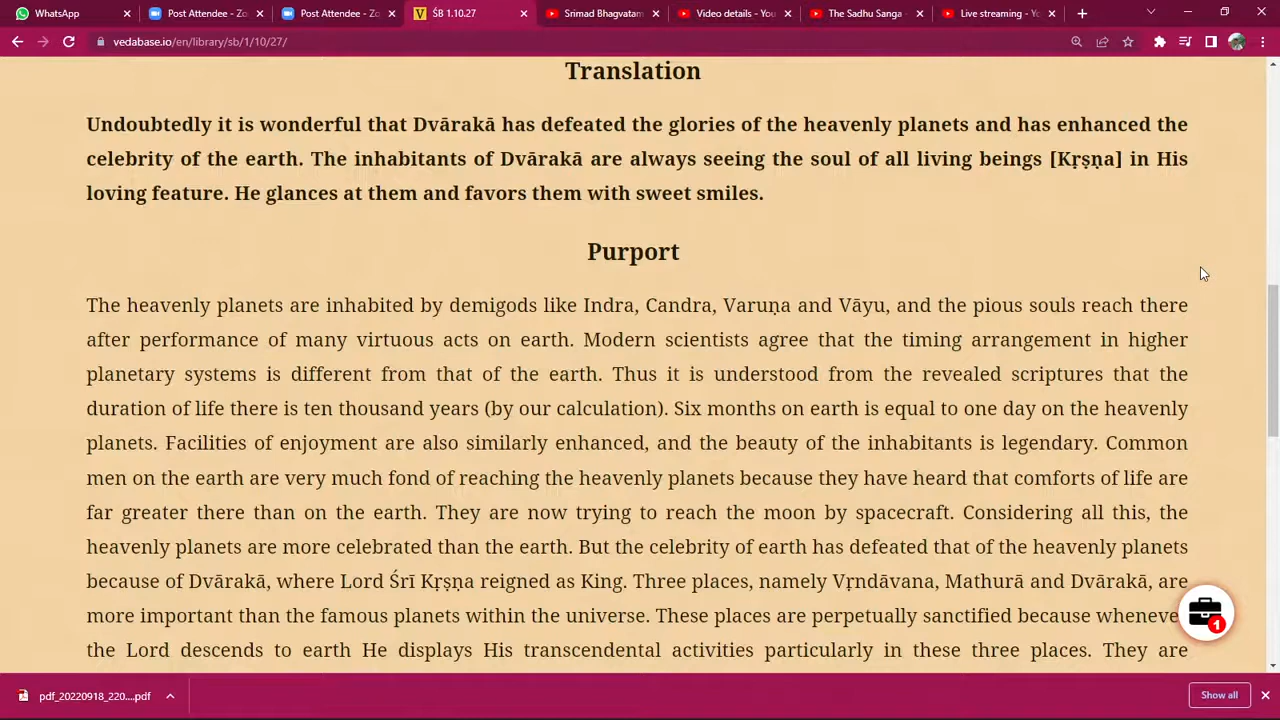 WhatsApp
Post Attendee - Zo
Post Attendee - Zo
ŚB 1.10.27
Srimad Bhagvatam
Video details - You
The Sadhu Sanga -
Live streaming - Yo
vedabase.io/en/library/sb/1/10/27/
Translation
Undoubtedly it is wonderful that Dvārakā has defeated the glories of the heavenly planets and has enhanced the
celebrity of the earth. The inhabitants of Dvārakā are always seeing the soul of all living beings [Kṛṣṇa] in His
loving feature. He glances at them and favors them with sweet smiles.
Purport
The heavenly planets are inhabited by demigods like Indra, Candra, Varuṇa and Vāyu, and the pious souls reach there
after performance of many virtuous acts on earth. Modern scientists agree that the timing arrangement in higher
planetary systems is different from that of the earth. Thus it is understood from the revealed scriptures that the
duration of life there is ten thousand years (by our calculation). Six months on earth is equal to one day on the heavenly
planets. Facilities of enjoyment are also similarly enhanced, and the beauty of the inhabitants is legendary. Common
men on the earth are very much fond of reaching the heavenly planets because they have heard that comforts of life are
far greater there than on the earth. They are now trying to reach the moon by spacecraft. Considering all this, the
heavenly planets are more celebrated than the earth. But the celebrity of earth has defeated that of the heavenly planets
because of Dvārakā, where Lord Śrī Kṛṣṇa reigned as King. Three places, namely Vṛndāvana, Mathurā and Dvārakā, are
more important than the famous planets within the universe. These places are perpetually sanctified because wheneve
the Lord descends to earth He displays His transcendental activities particularly in these three places. They are
1
pdf_20220918_220....pdf
Show all